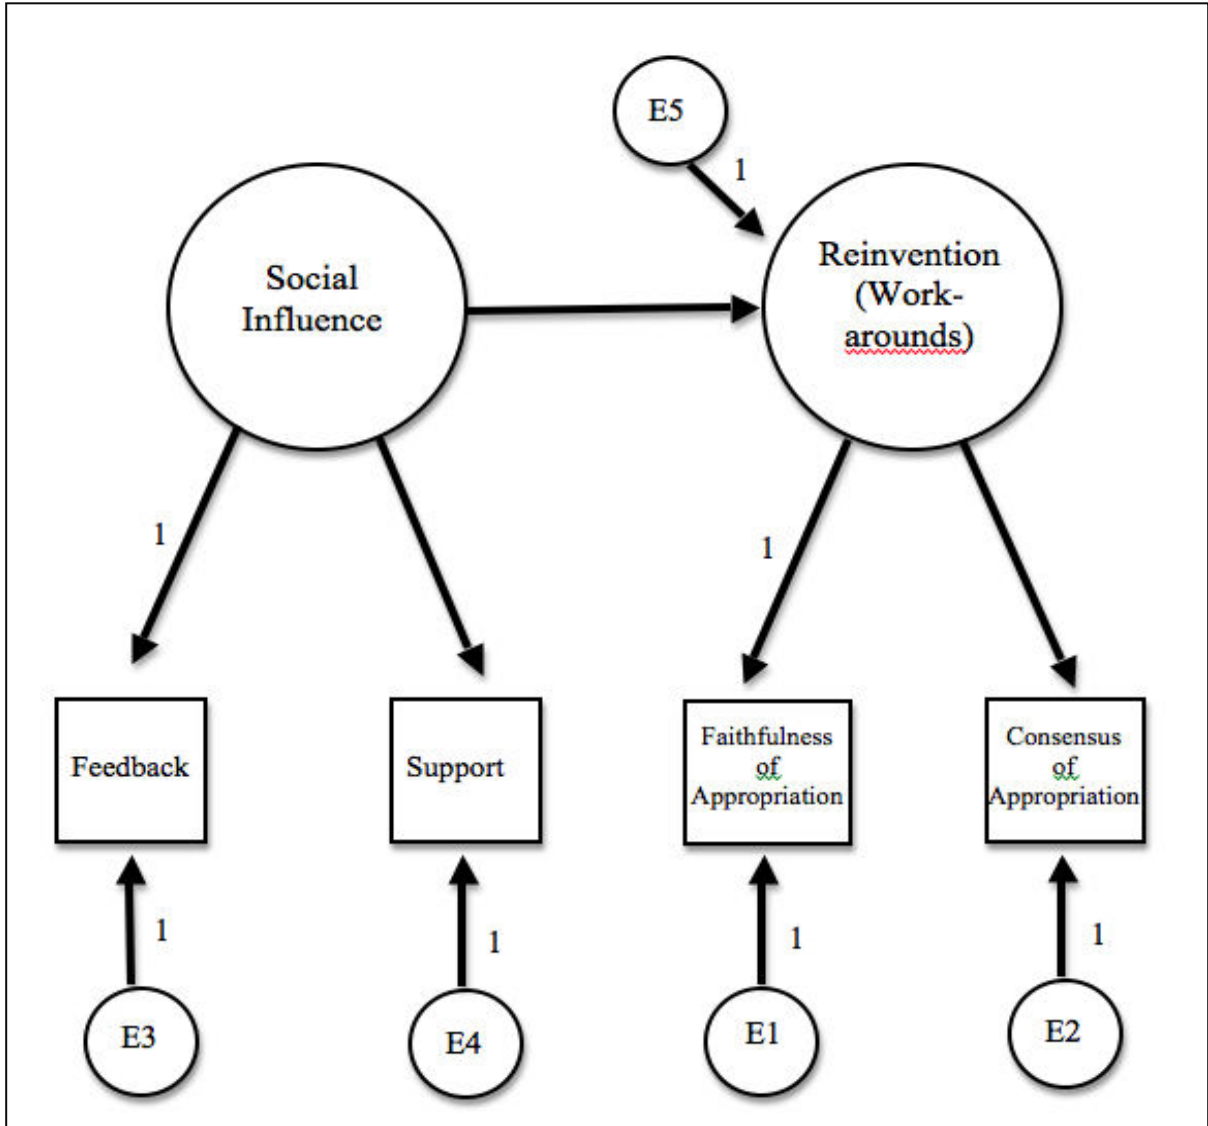 E5
1
Social
Influence
Reinvention
(Work-
arounds)
1
1
Feedback
Support
Faithfulness
of
Appropriation
Consensus
of
Appropriation
1
1
1
1
E3
E4
E1
E2